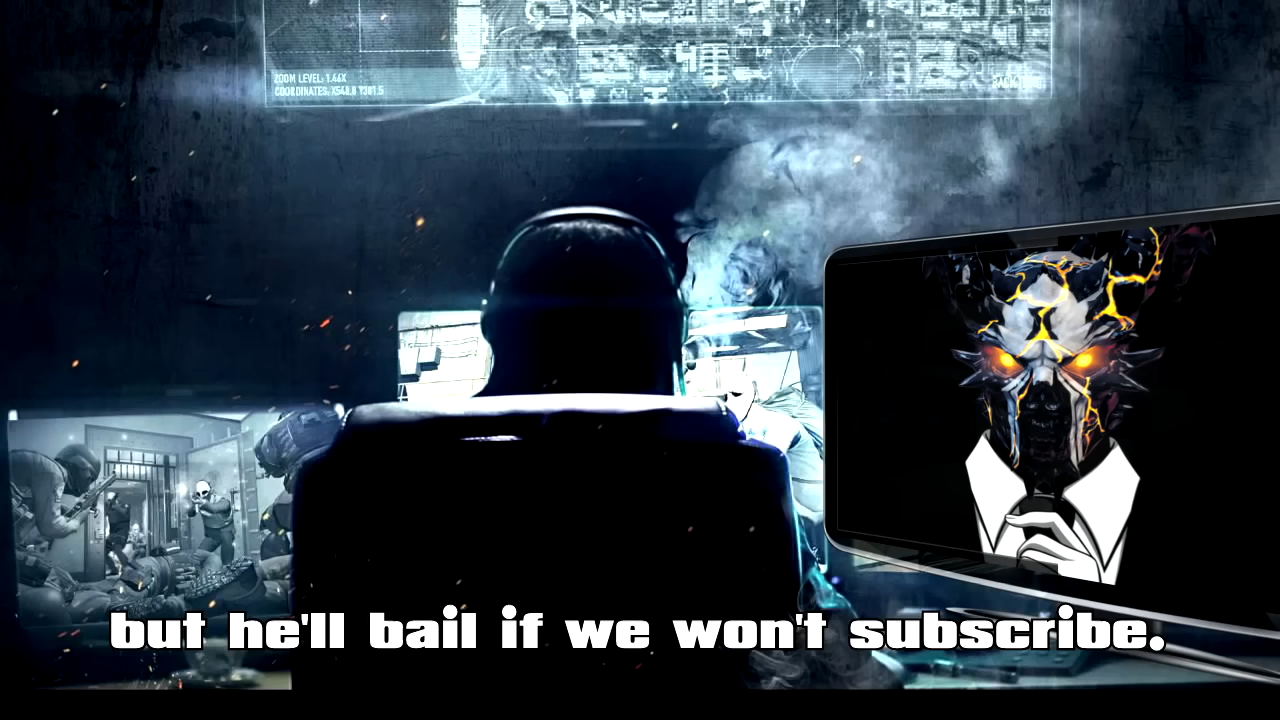 ZOOM LEVEL: 1.46X
COORDINATES: X548.8 Y381.5
but he'll bail if we won't subscribe.